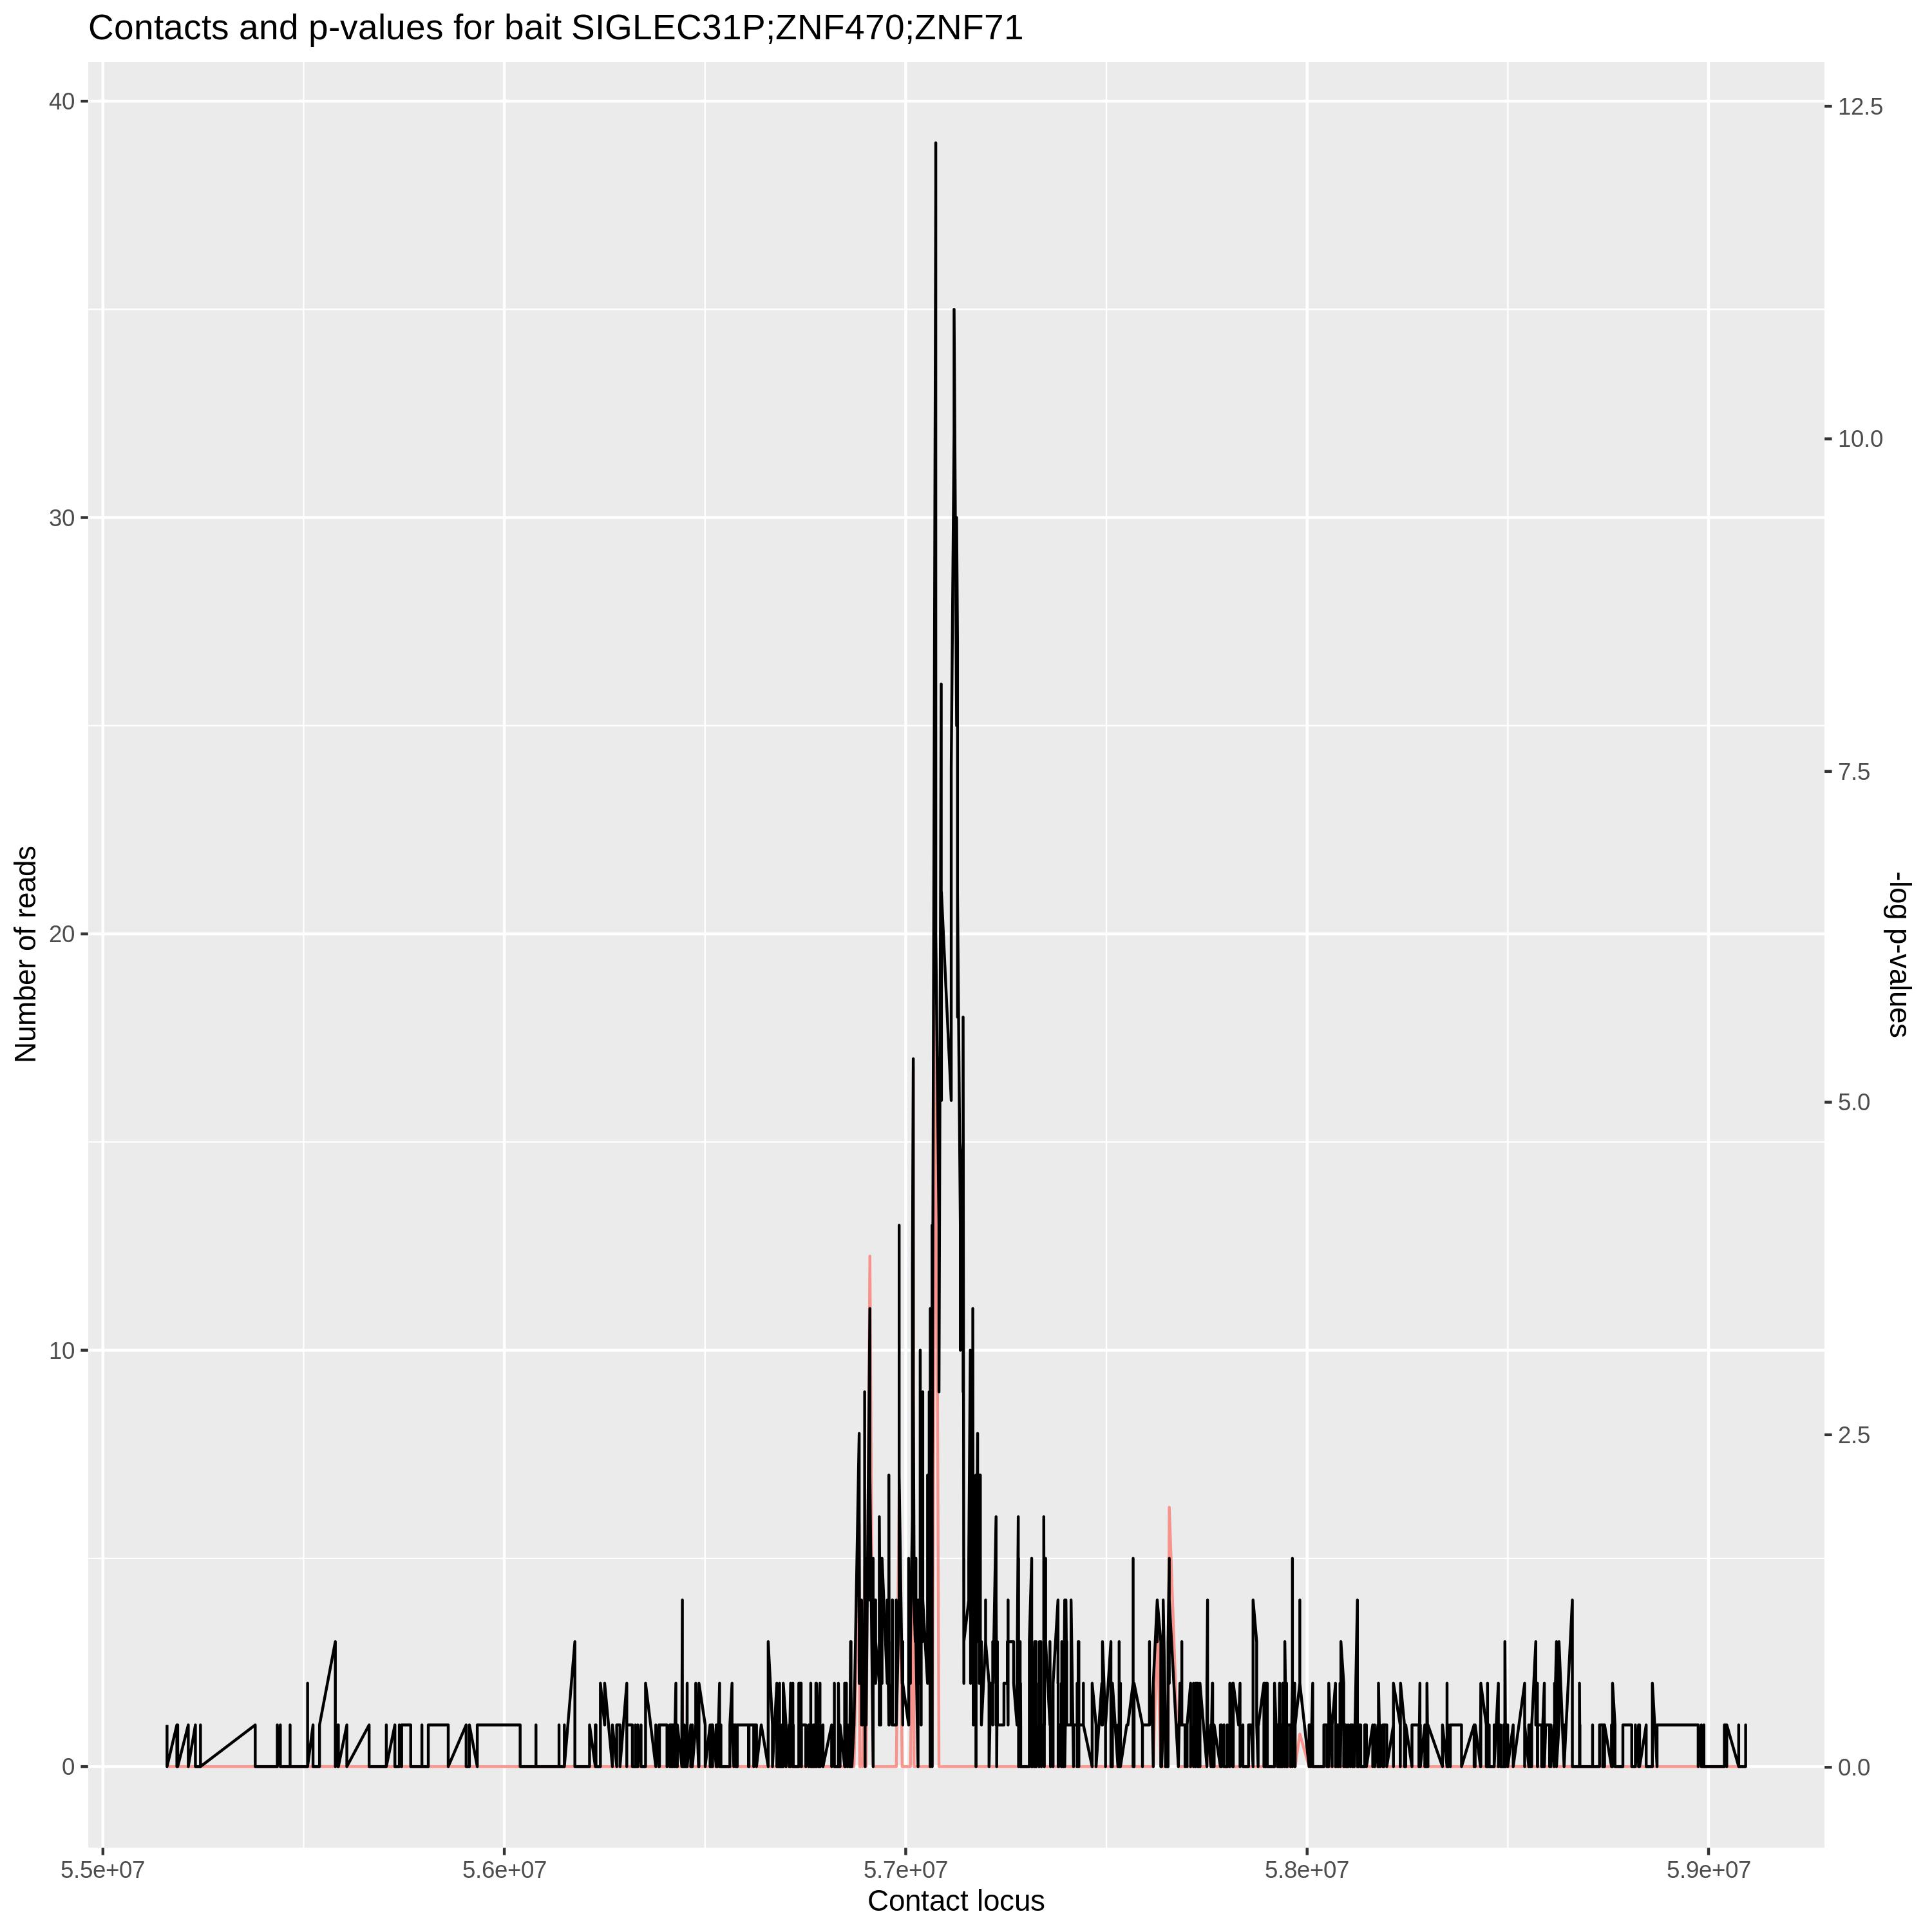 Contacts and p-values for bait SIGLEC31P;ZNF470;ZNF71
40
30
20
10
0
Number of reads
12.5
10.0
7.5
5.0
2.5
0.0
-log p-values
5.5e+07
5.6e+07
5.7e+07
5.8e+07
5.9e+07
Contact locus